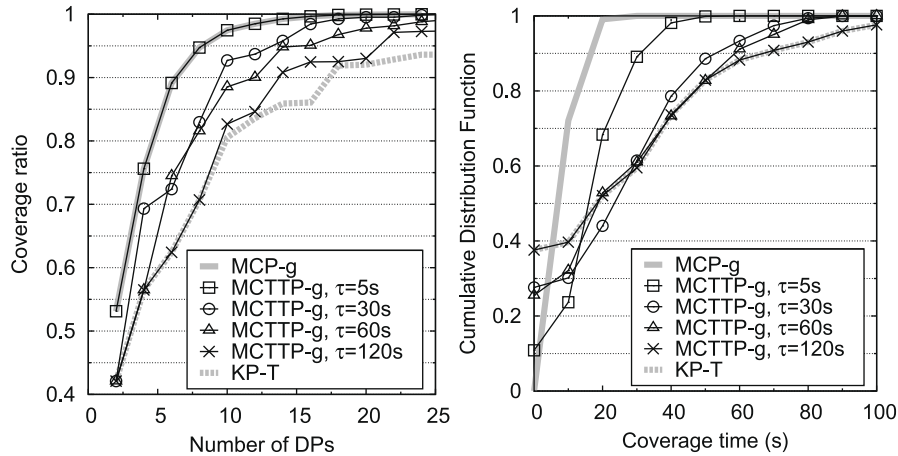 1
0.9
0.8
0.7
0.6
0.5
0.4
0 5 10 15 20 25
Coverage ratio
Number of DPs
MCP-g
MCTTP-g, τ=5s
MCTTP-g, τ=30s
MCTTP-g, τ=60s
MCTTP-g, τ=120s
KP-T
1
0.8
0.6
0.4
0.2
0
0 20 40 60 80 100
Cumulative Distribution Function
Coverage time (s)
MCP-g
MCTTP-g, τ=5s
MCTTP-g, τ=30s
MCTTP-g, τ=60s
MCTTP-g, τ=120s
KP-T